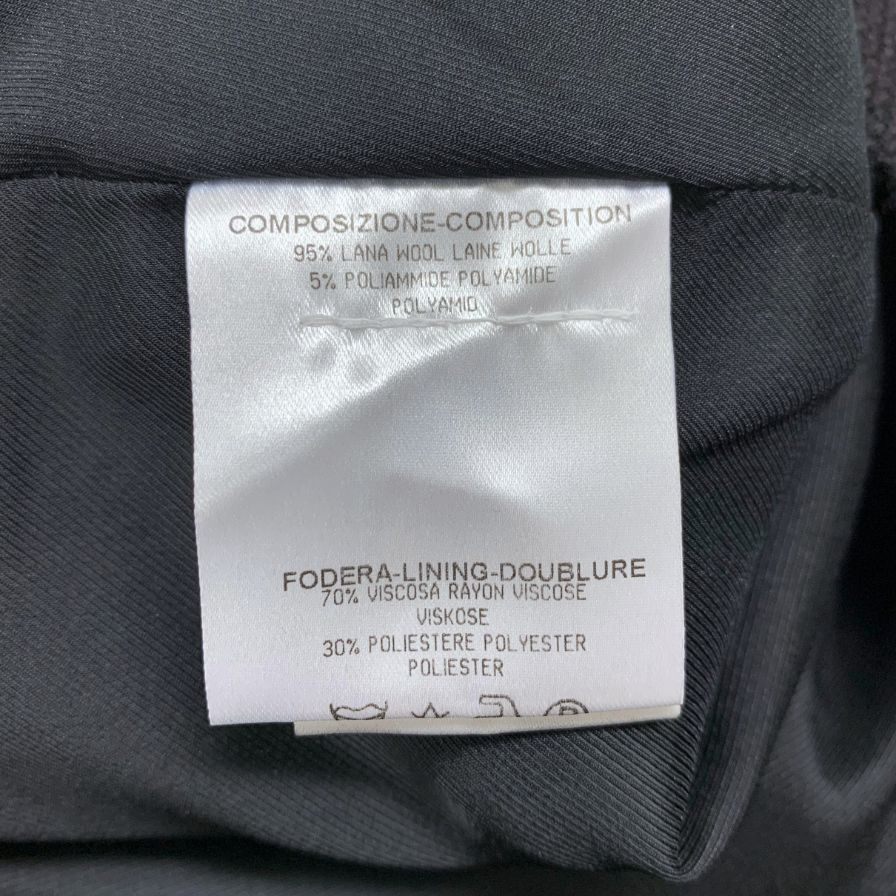 COMPOSIZIONE-COMPOSITION
95% LANA WOOL LAINE WOLLE
5% POLIAMMIDE POLYAMIDE
POLYAMID
FODERA-LINING-DOUBLURE
70% VISCOSA RAYON VISCOSE
VISKOSE
30% POLIESTERE POLYESTER
POLIESTER